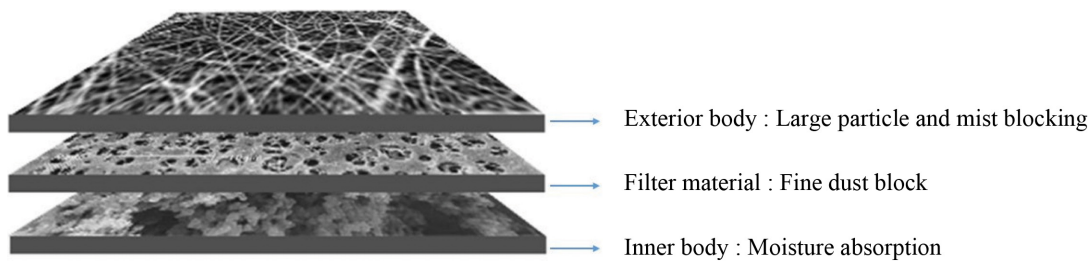 Exterior body : Large particle and mist blocking
Filter material : Fine dust block
Inner body : Moisture absorption